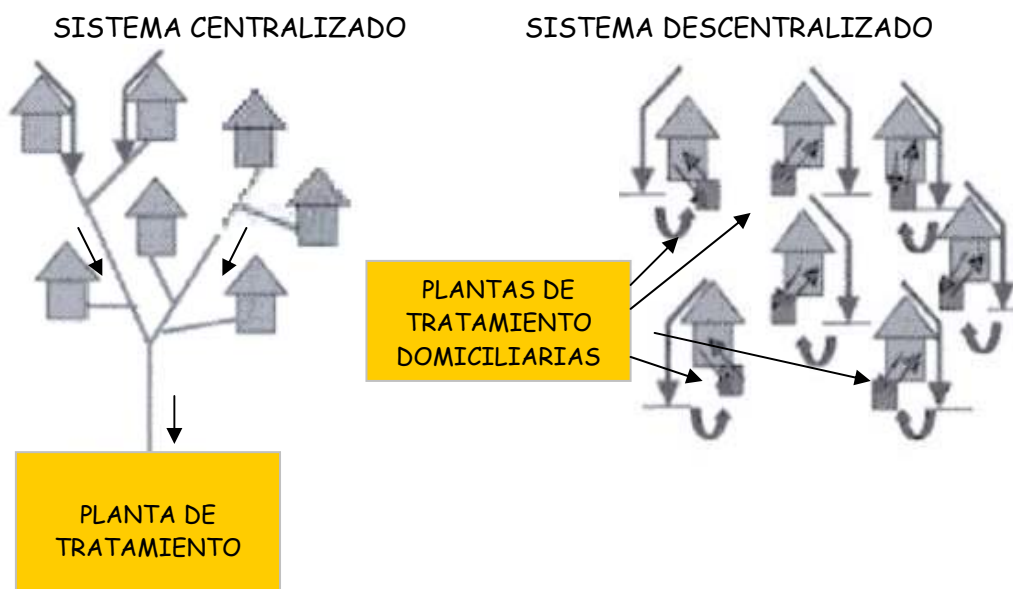 SISTEMA CENTRALIZADO
SISTEMA DESCENTRALIZADO
PLANTAS DE
TRATAMIENTO
DOMICILIARIAS
PLANTA DE
TRATAMIENTO